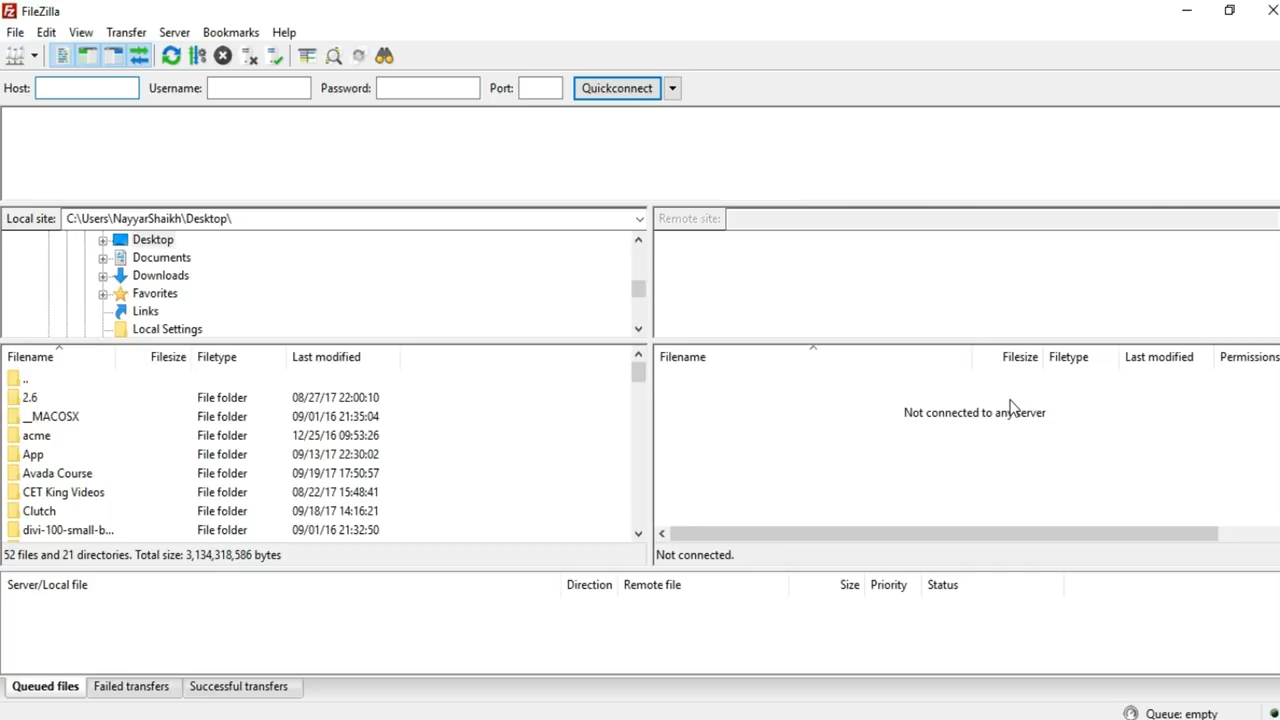 FileZilla
File Edit View Transfer Server Bookmarks Help
Host: Username: Password: Port: Quickconnect
Local site: C:\Users\NayyarShaikh\Desktop\
Remote site:
Desktop
Documents
Downloads
Favorites
Links
Local Settings
Filename Filesize Filetype Last modified
..
2.6 File folder 08/27/17 22:00:10
__MACOSX File folder 09/01/16 21:35:04
acme File folder 12/25/16 09:53:26
App File folder 09/13/17 22:30:02
Avada Course File folder 09/19/17 17:50:57
CET King Videos File folder 08/22/17 15:48:41
Clutch File folder 09/18/17 14:16:21
divi-100-small-b... File folder 09/01/16 21:32:50
52 files and 21 directories. Total size: 3,134,318,586 bytes
Filename Filesize Filetype Last modified Permissions
Not connected to any server
Not connected.
Server/Local file Direction Remote file Size Priority Status
Queued files Failed transfers Successful transfers
Queue: empty